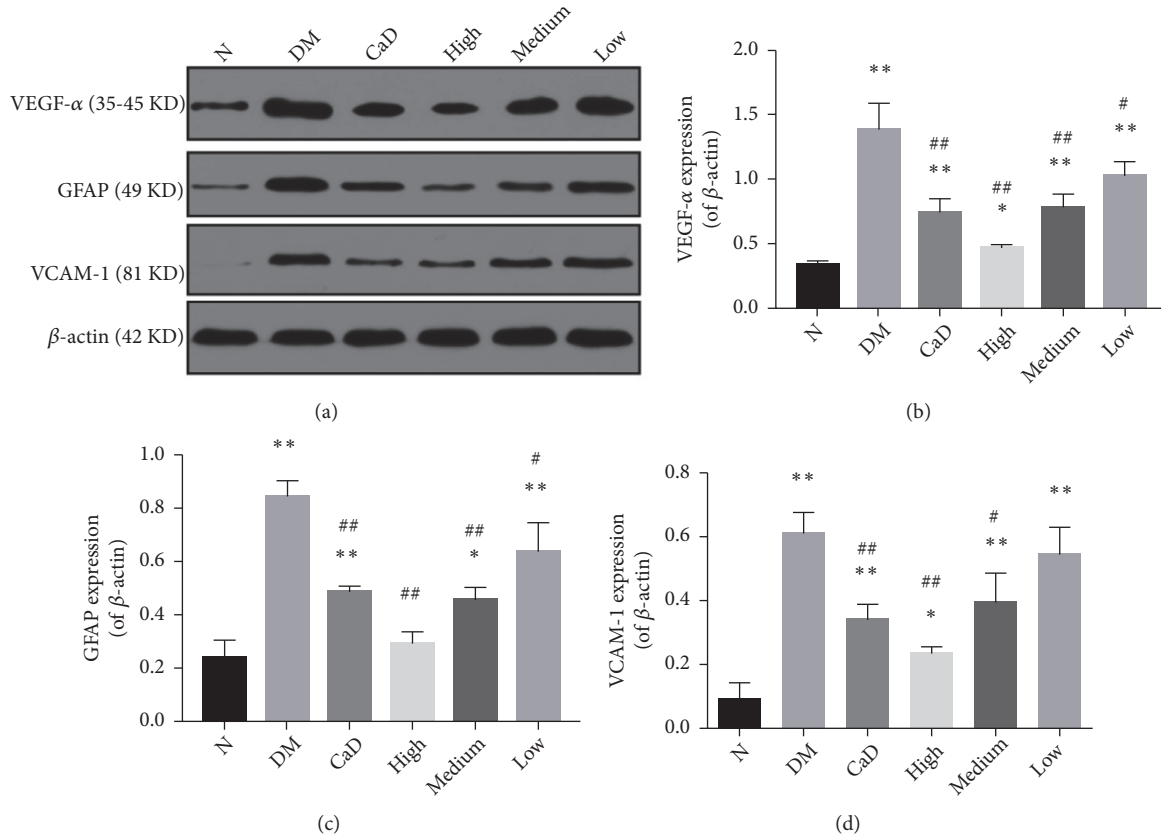 N DM CaD High Medium Low
VEGF-α (35-45 KD)
GFAP (49 KD)
VCAM-1 (81 KD)
β-actin (42 KD)
(a)
VEGF-α expression
(of β-actin)
2.0
1.5
1.0
0.5
0.0
** 
##
**
##
*
##
**
#
**
N DM CaD High Medium Low
(b)
GFAP expression
(of β-actin)
1.0
0.8
0.6
0.4
0.2
0.0
**
##
**
##
##
*
#
**
N DM CaD High Medium Low
(c)
VCAM-1 expression
(of β-actin)
0.8
0.6
0.4
0.2
0.0
**
##
**
##
*
#
**
**
N DM CaD High Medium Low
(d)